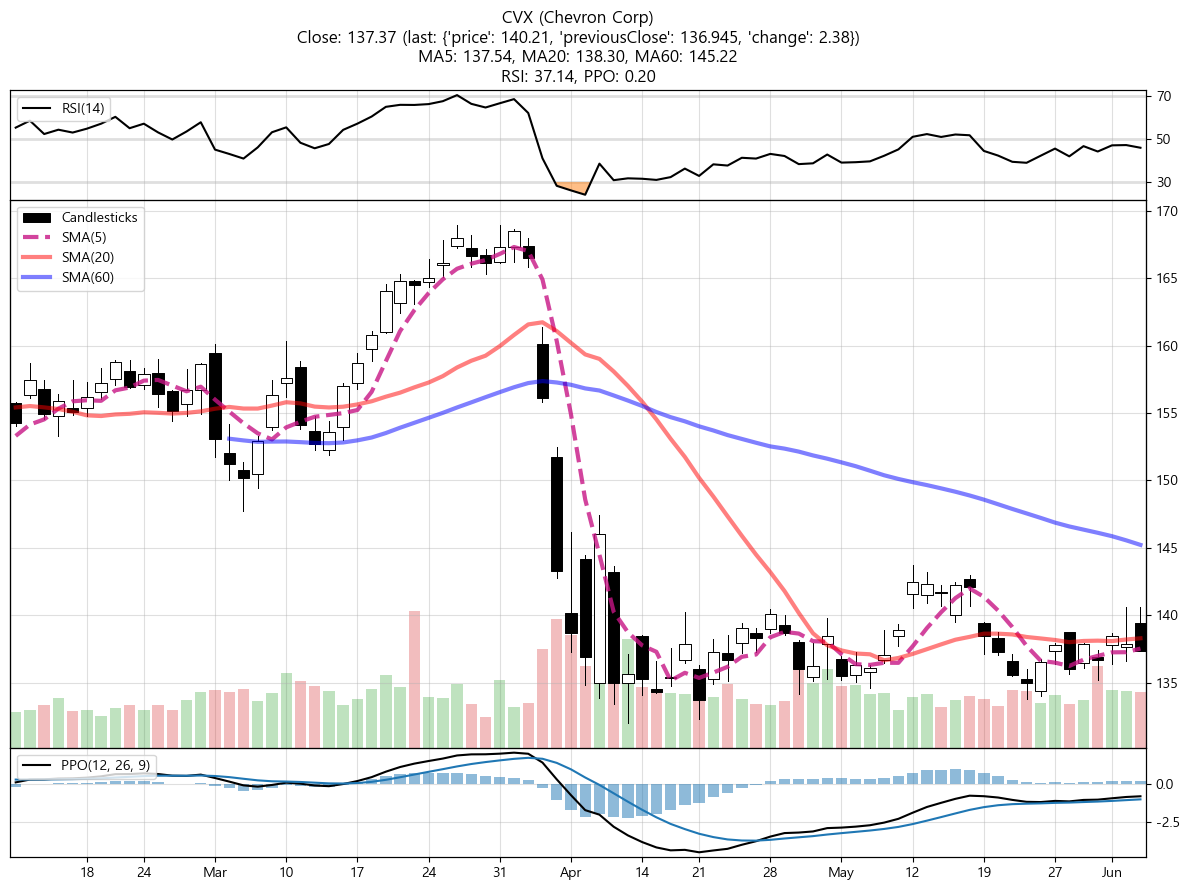 CVX (Chevron Corp)
Close: 137.37 (last: {'price': 140.21, 'previousClose': 136.945, 'change': 2.38})
MA5: 137.54, MA20: 138.30, MA60: 145.22
RSI: 37.14, PPO: 0.20
RSI(14)
70
50
30
Candlesticks
SMA(5)
SMA(20)
SMA(60)
170
165
160
155
150
145
140
135
PPO(12, 26, 9)
0.0
−2.5
18 24 Mar 10 17 24 31 Apr 14 21 28 May 12 19 27 Jun